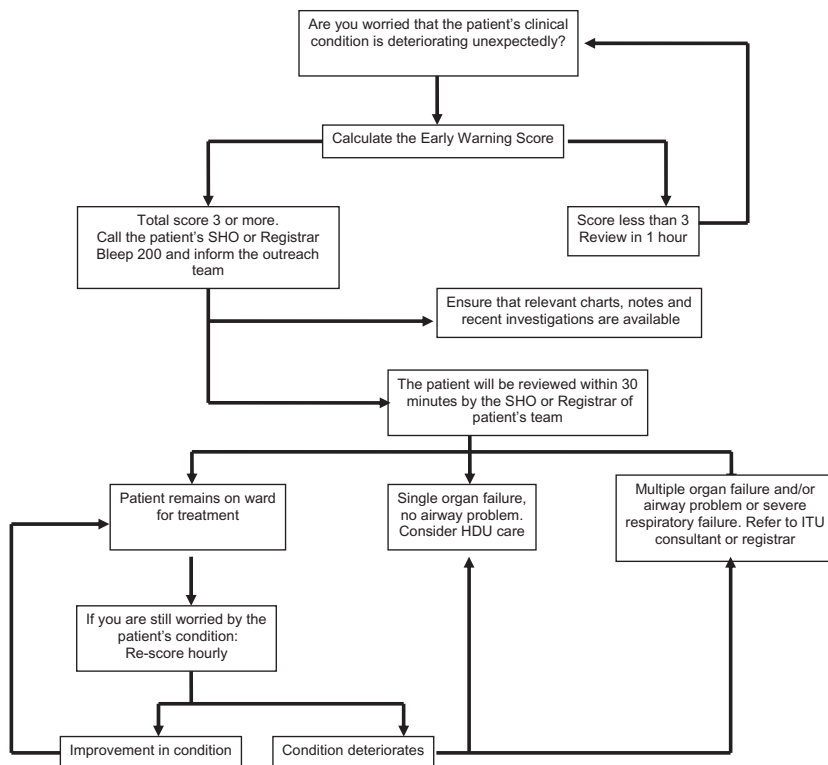 Are you worried that the patient’s clinical
condition is deteriorating unexpectedly?
Calculate the Early Warning Score
Total score 3 or more.
Call the patient’s SHO or Registrar
Bleep 200 and inform the outreach
team
Score less than 3
Review in 1 hour
Ensure that relevant charts, notes and
recent investigations are available
The patient will be reviewed within 30
minutes by the SHO or Registrar of
patient’s team
Patient remains on ward
for treatment
Single organ failure,
no airway problem.
Consider HDU care
Multiple organ failure and/or
airway problem or severe
respiratory failure. Refer to ITU
consultant or registrar
If you are still worried by the
patient’s condition:
Re-score hourly
Improvement in condition
Condition deteriorates